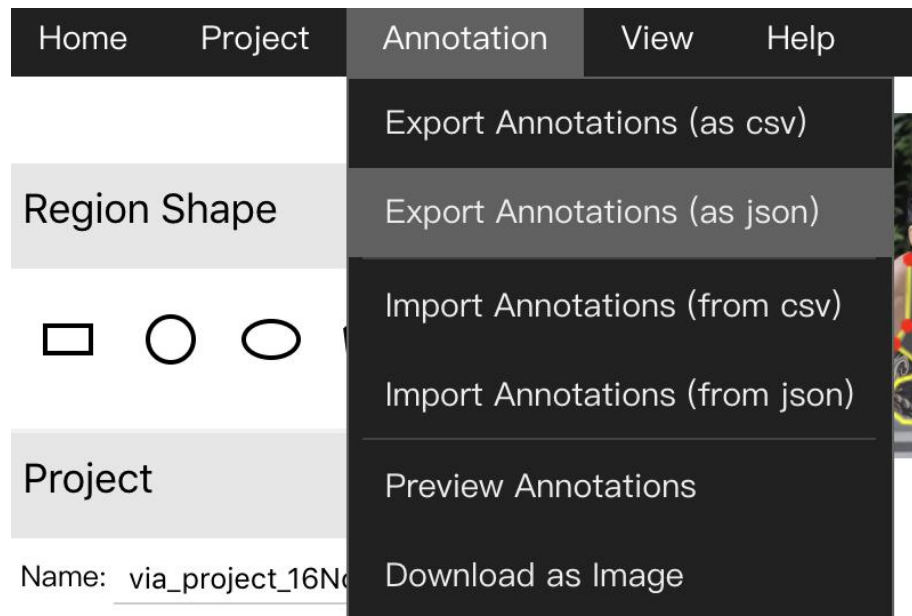 Home Project Annotation View Help
Export Annotations (as csv)
Region Shape
Export Annotations (as json)
Import Annotations (from csv)
Import Annotations (from json)
Project
Preview Annotations
Name: via_project_16No
Download as Image